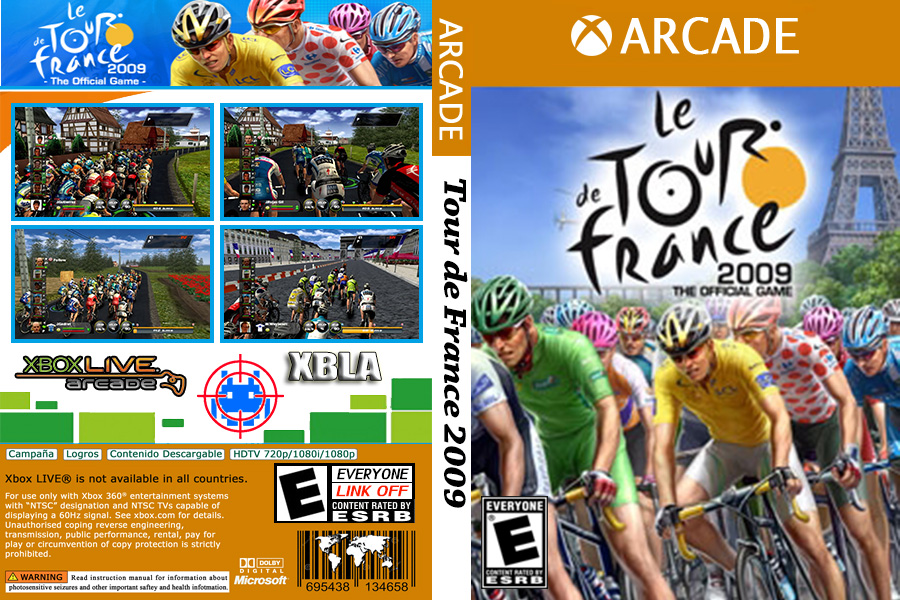 Le
de TOUR
france
2009
- The Official Game -
XBOX LIVE
arcade
XBLA
Campaña
Logros
Contenido Descargable
HDTV 720p/1080i/1080p
Xbox LIVE® is not available in all countries.
For use only with Xbox 360® entertainment systems
with “NTSC” designation and NTSC TVs capable of
displaying a 60Hz signal. See xbox.com for details.
Unauthorised coping reverse engineering,
transmission, public performance, rental, pay for
play or circumvention of copy protection is strictly
prohibited.
WARNING Read instruction manual for information about
photosensitive seizures and other important saftey and health infotmation.
E
EVERYONE
LINK OFF
CONTENT RATED BY
ESRB
DOLBY
DIGITAL
Microsoft
695438 134658
ARCADE
Tour de France 2009
ARCADE
Le
de TOUR
france
2009
THE OFFICIAL GAME
EVERYONE
E
CONTENT RATED BY
ESRB